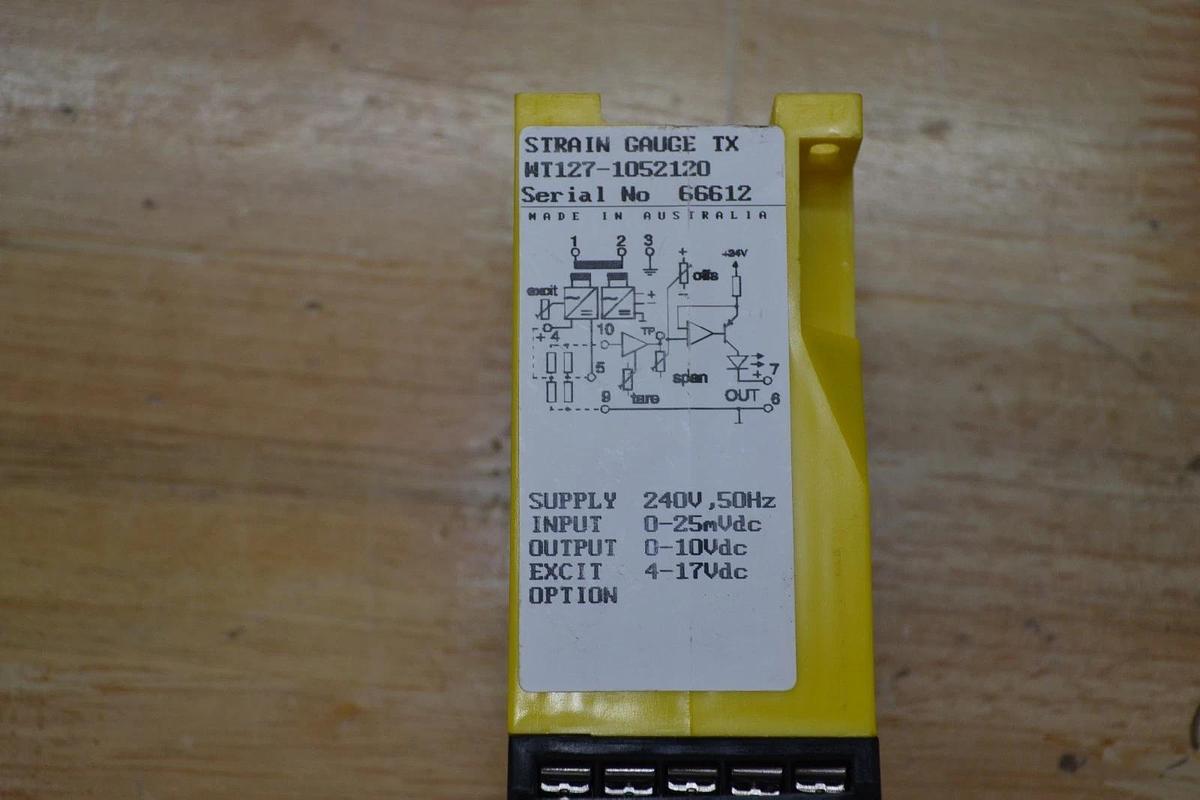 STRAIN GAUGE TX
WT127-1052120
Serial No 66612
MADE IN AUSTRALIA
1 2 3
+ offs +24V
excit
-
+
-
+ 4 10 TP
5 span + 7
9 tare OUT 6
SUPPLY 240V,50Hz
INPUT 0-25mVdc
OUTPUT 0-10Vdc
EXCIT 4-17Vdc
OPTION